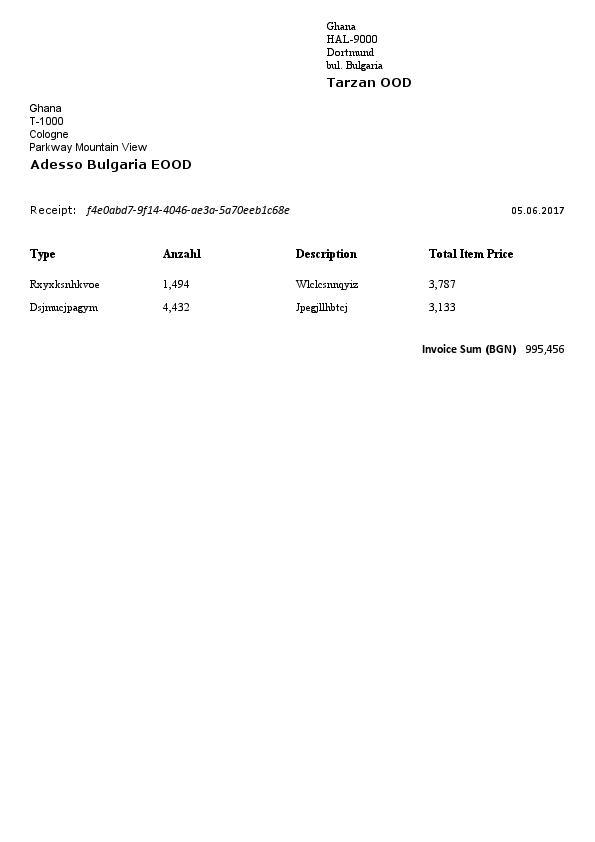 Ghana
HAL-9000
Dortmund
bul. Bulgaria
Tarzan OOD
Ghana
T-1000
Cologne
Parkway Mountain View
Adesso Bulgaria EOOD
Receipt: f4e0abd7-9f14-4046-ae3a-5a70eeb1c68e 05.06.2017
Type Anzahl Description Total Item Price
Rxyxksnhkvoe 1,494 Wlclcsnnqyiz 3,787
Dsjmucjpagym 4,432 Jpegjllhbtcj 3,133
Invoice Sum (BGN) 995,456